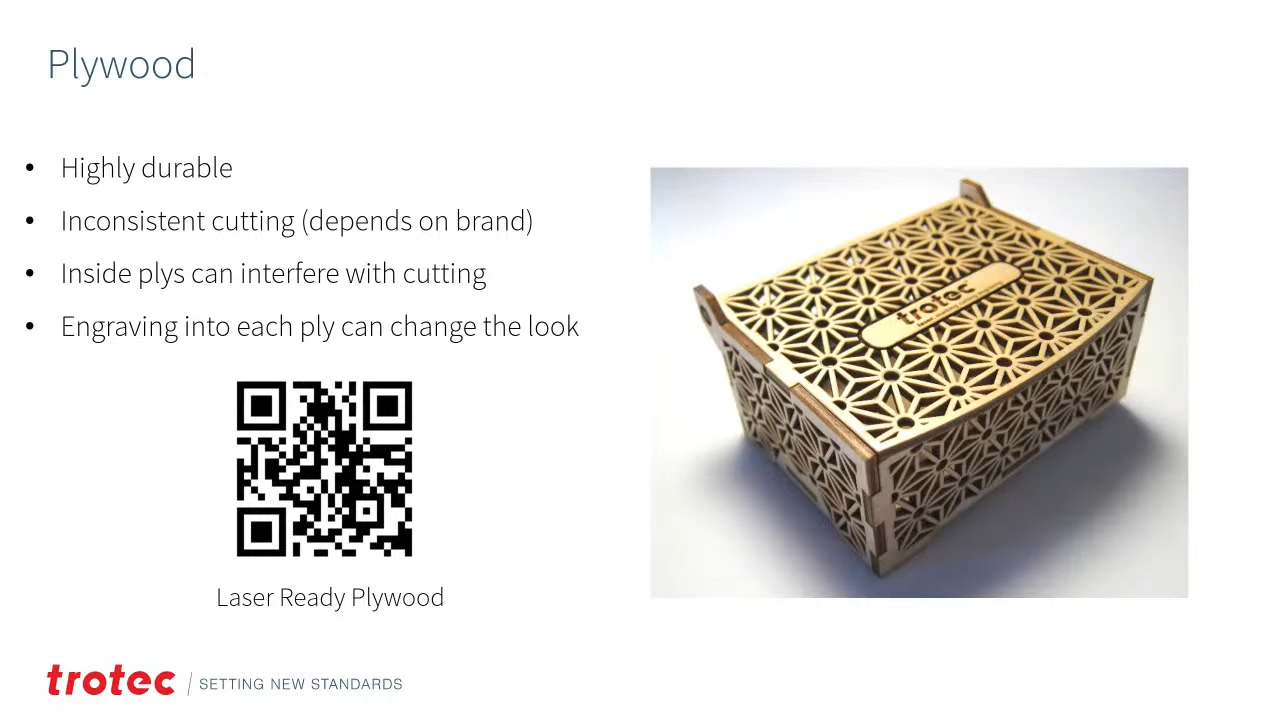 Plywood
• Highly durable
• Inconsistent cutting (depends on brand)
• Inside plys can interfere with cutting
• Engraving into each ply can change the look
trotec
Laser Ready Plywood
trotec / SETTING NEW STANDARDS